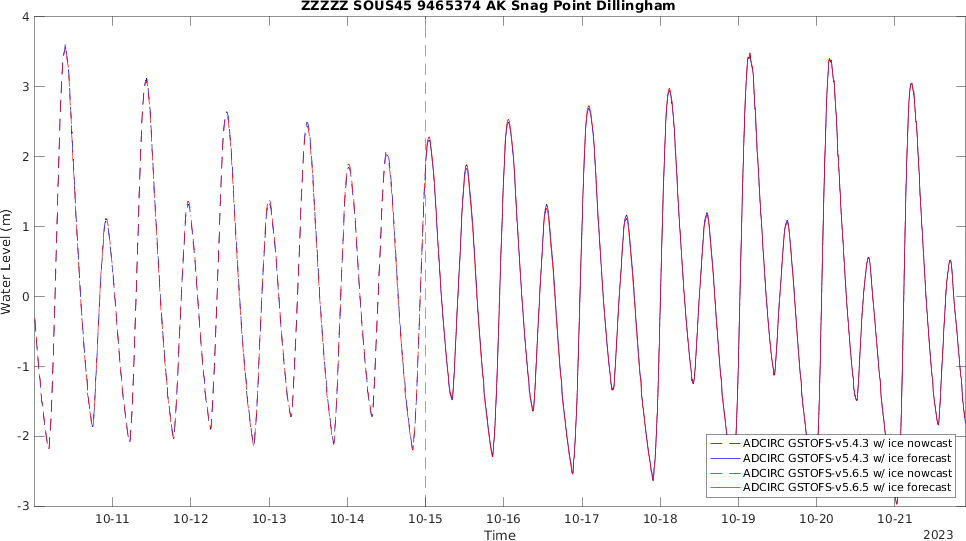 ZZZZZ SOUS45 9465374 AK Snag Point Dillingham
4
3
2
1
0
-1
-2
-3
Water Level (m)
10-11 10-12 10-13 10-14 10-15 10-16 10-17 10-18 10-19 10-20 10-21
Time
2023
ADCIRC GSTOFS-v5.4.3 w/ ice nowcast
ADCIRC GSTOFS-v5.4.3 w/ ice forecast
ADCIRC GSTOFS-v5.6.5 w/ ice nowcast
ADCIRC GSTOFS-v5.6.5 w/ ice forecast